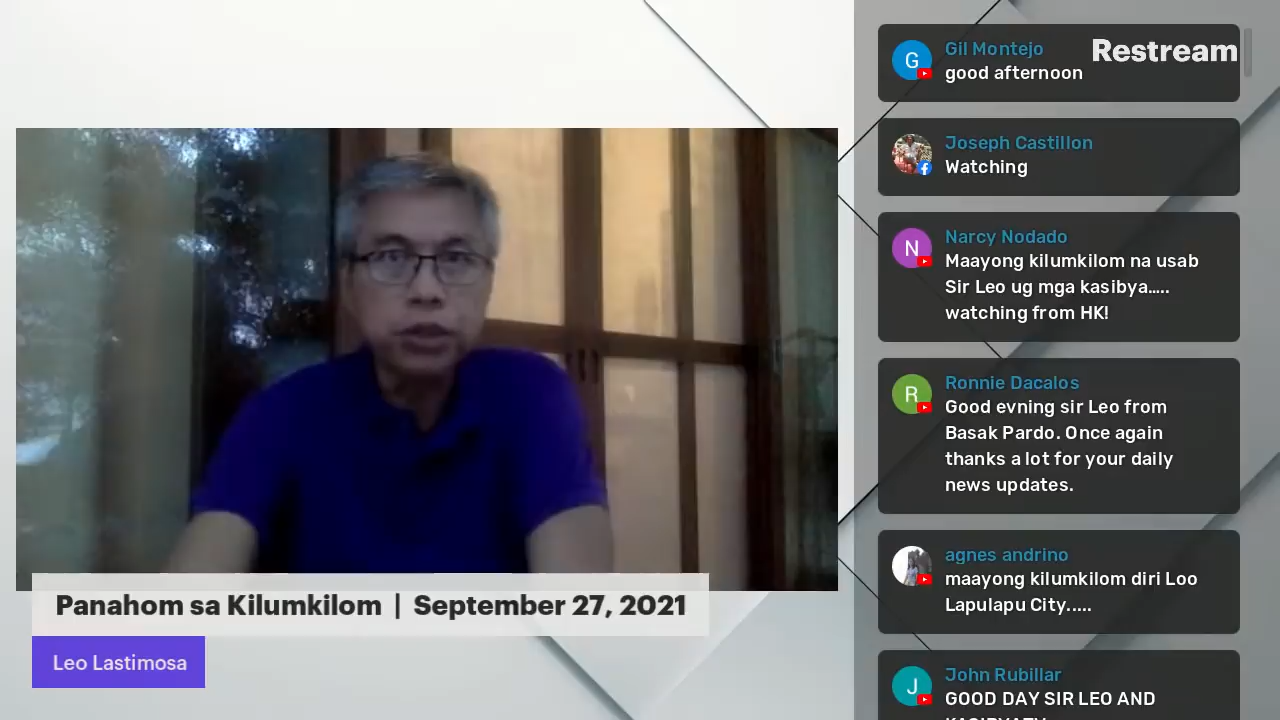 Restream
Gil Montejo
good afternoon
Joseph Castillon
Watching
Narcy Nodado
Maayong kilumkilom na usab
Sir Leo ug mga kasibya.....
watching from HK!
Ronnie Dacalos
Good evning sir Leo from
Basak Pardo. Once again
thanks a lot for your daily
news updates.
agnes andrino
maayong kilumkilom diri Loo
Lapulapu City.....
John Rubillar
GOOD DAY SIR LEO AND
Panahom sa Kilumkilom | September 27, 2021
Leo Lastimosa
G
N
R
J